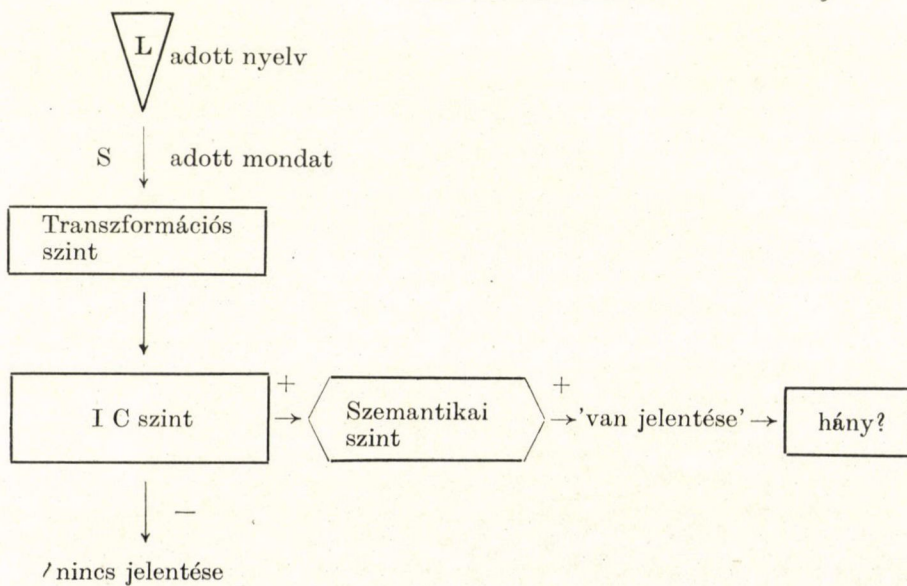 L
adott nyelv
S adott mondat
Transzformációs
szint
I C szint
+
Szemantikai
szint
+
'van jelentése'
hány?
—
nincs jelentése